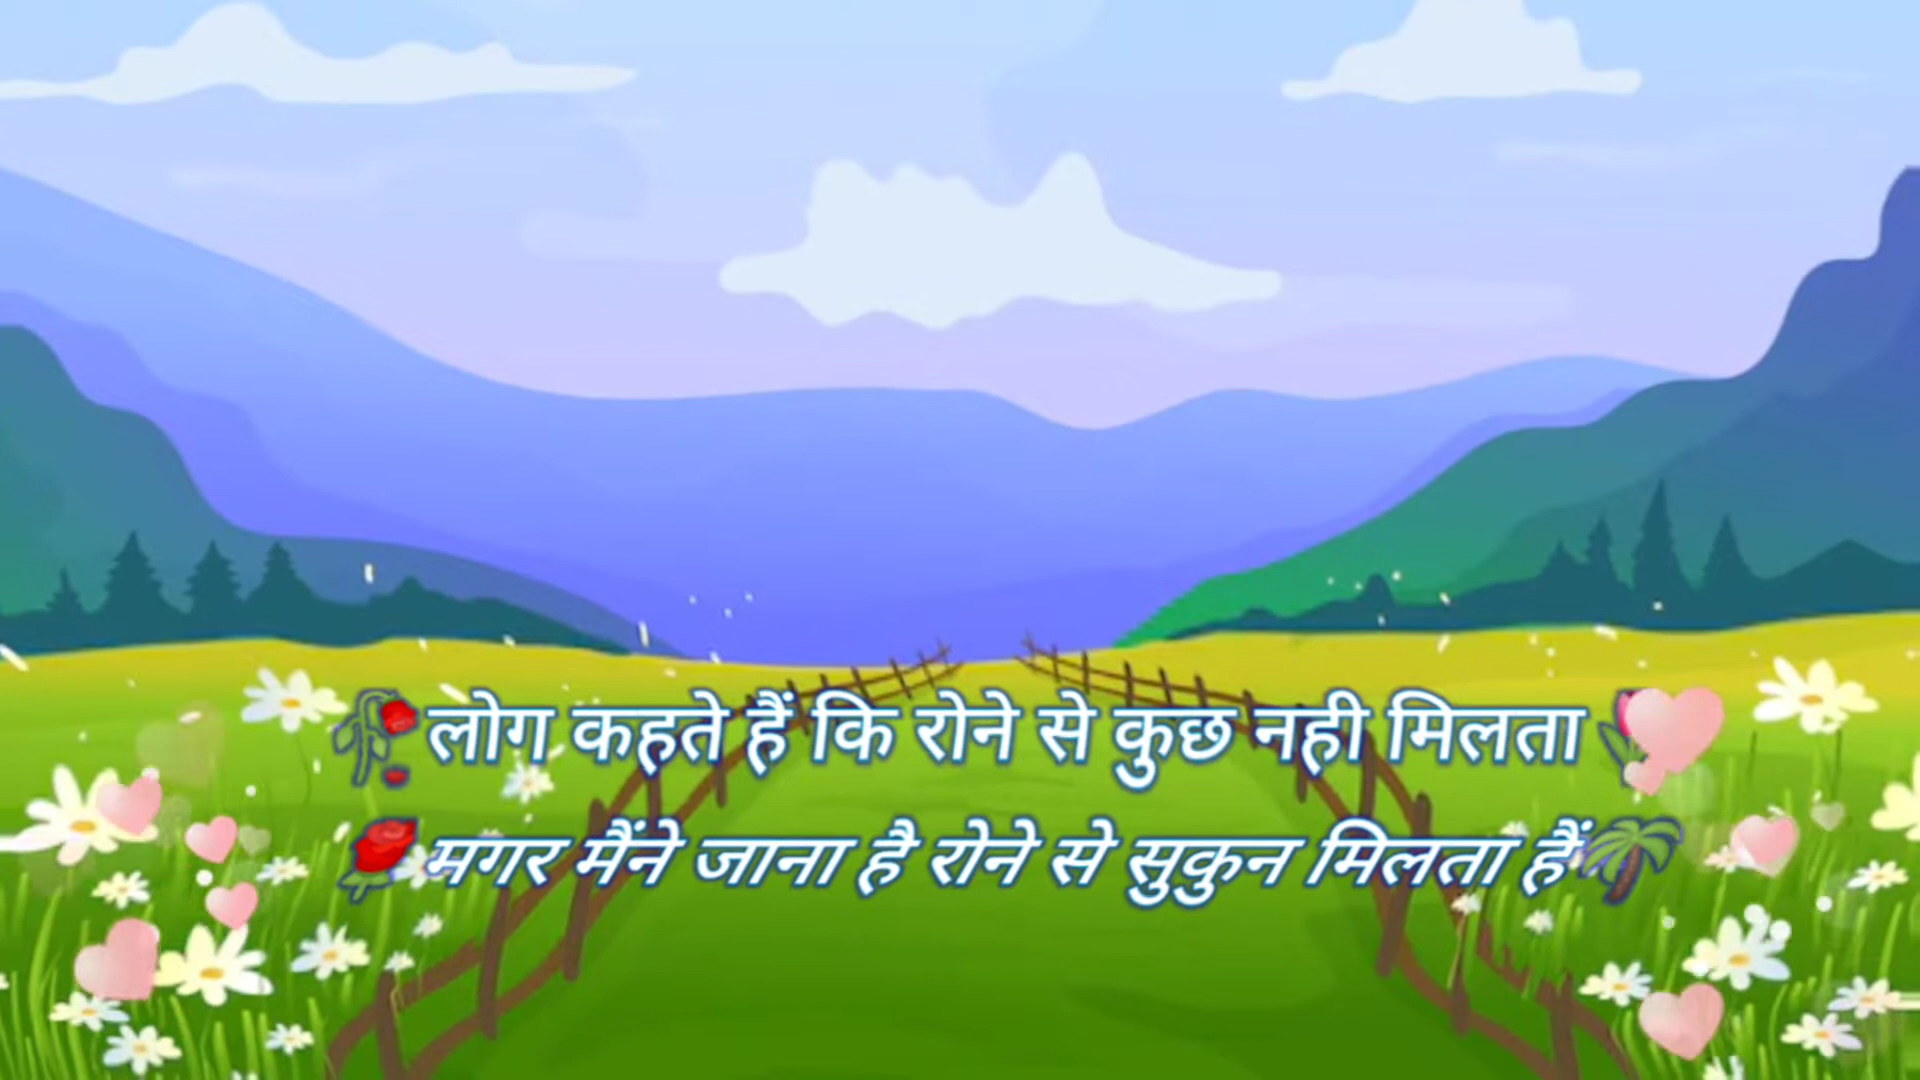 लोग कहते हैं कि रोने से कुछ नही मिलता
मगर मैंने जाना है रोने से सुकुन मिलता हैं